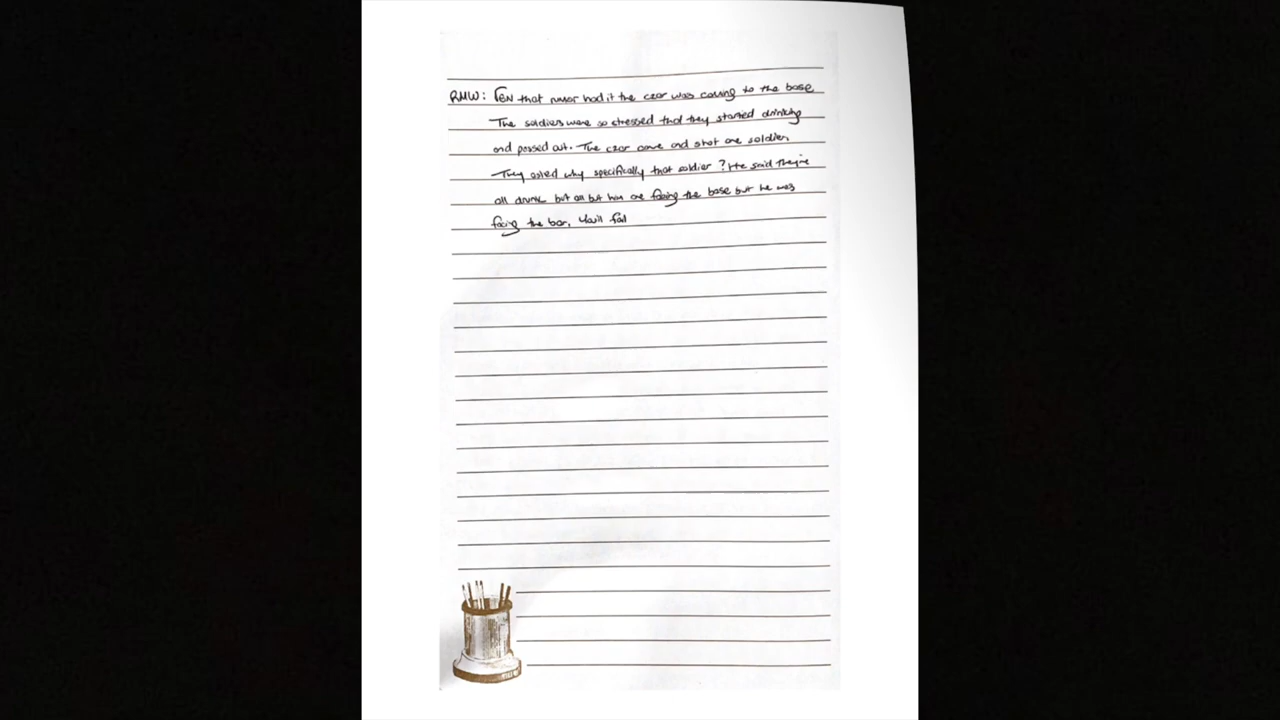 RMW: that rumor had it the czar was coming to the base
The soldiers were so stressed that they started drinking
and passed out. The czar came and shot one soldier.
They asked why specifically that soldier? He said they're
all drunk but all but him are facing the base but he was
facing the bar. You'll fall